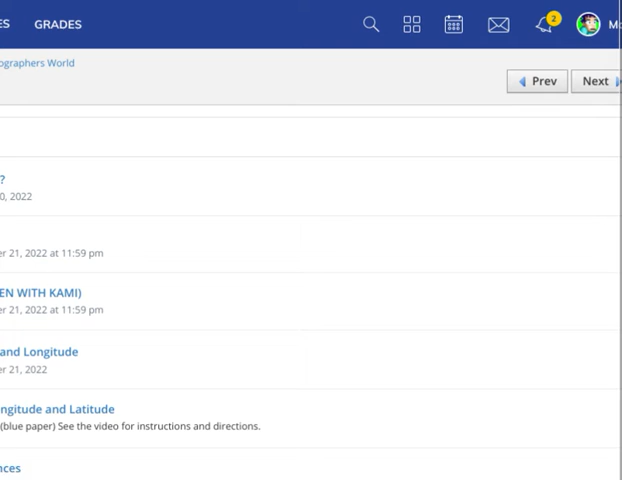 ES GRADES 2 Mo
ographers World
Prev Next
?
0, 2022
er 21, 2022 at 11:59 pm
EN WITH KAMI)
er 21, 2022 at 11:59 pm
and Longitude
er 21, 2022
ngitude and Latitude
(blue paper) See the video for instructions and directions.
nces